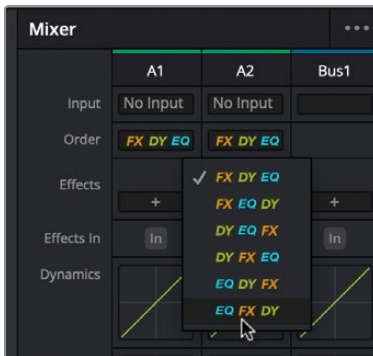 Mixer
A1 A2 Bus1
Input No Input No Input
Order FX DY EQ FX DY EQ
Effects + +
✓ FX DY EQ
FX EQ DY
DY EQ FX
DY FX EQ
EQ DY FX
EQ FX DY
Effects In In In
Dynamics